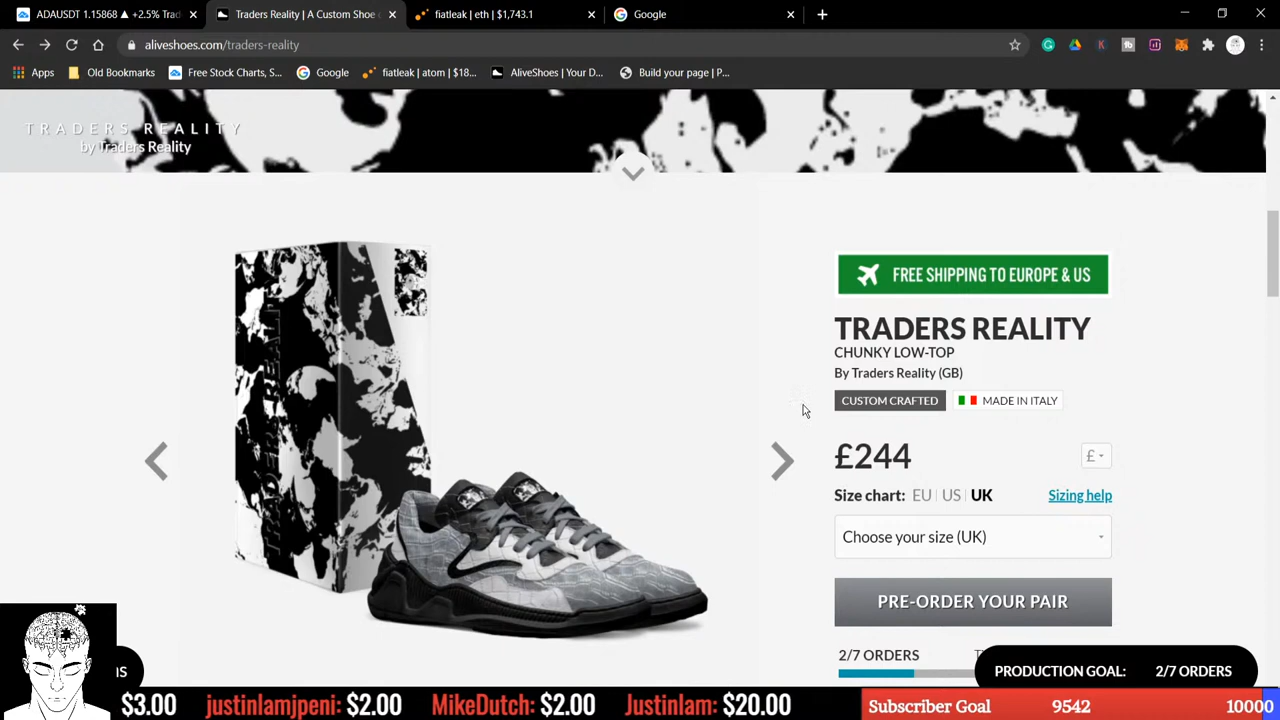 ADAUSDT 1.15868 ▲ +2.5% Trad
Traders Reality | A Custom Shoe
fiatleak | eth | $1,743.1
Google
aliveshoes.com/traders-reality
Apps
Old Bookmarks
Free Stock Charts, S...
Google
fiatleak | atom | $18...
AliveShoes | Your D...
Build your page | P...
TRADERS REALITY
by Traders Reality
FREE SHIPPING TO EUROPE & US
TRADERS REALITY
CHUNKY LOW-TOP
By Traders Reality (GB)
CUSTOM CRAFTED
MADE IN ITALY
£244
£
Size chart: EU | US | UK
Sizing help
Choose your size (UK)
PRE-ORDER YOUR PAIR
2/7 ORDERS
PRODUCTION GOAL: 2/7 ORDERS
$3.00 justinlamjpeni: $2.00 MikeDutch: $2.00 Justinlam: $20.00
Subscriber Goal 9542 10000